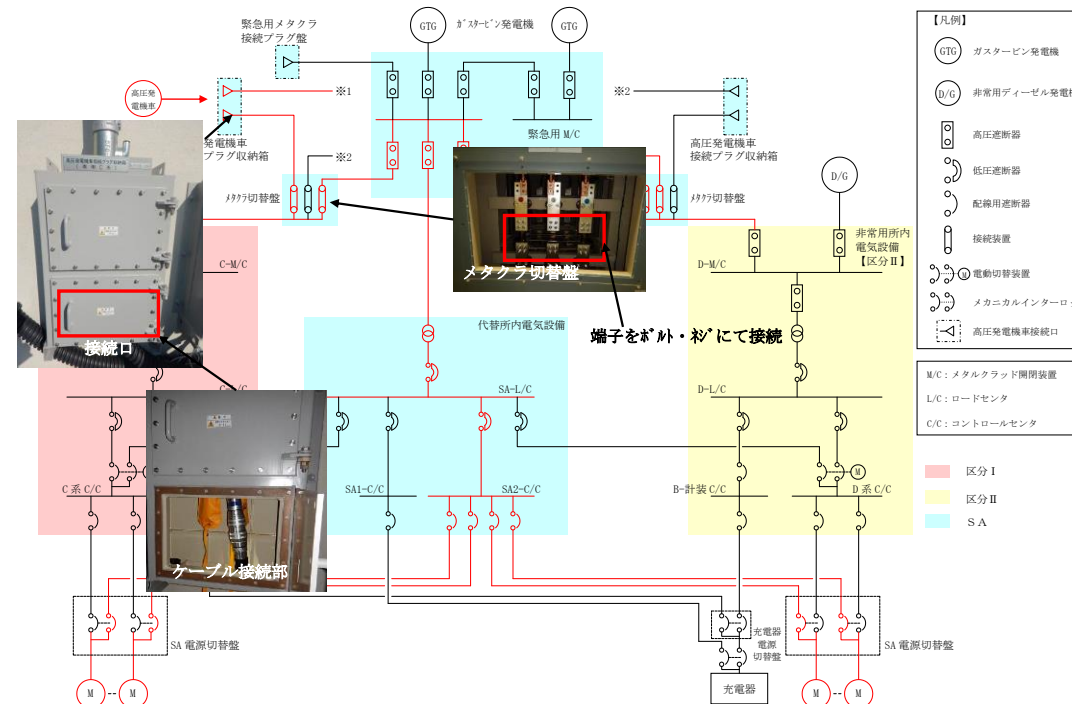 緊急用メタクラ
接続プラグ盤
GTG
ガスタービン発電機
GTG
高圧発
電機車
※1
※2
発電機車
プラグ収納箱
※2
緊急用 M/C
高圧発電機車
接続プラグ収納箱
メタクラ切替盤
メタクラ切替盤
D/G
非常用所内
電気設備
【区分Ⅱ】
C-M/C
D-M/C
メタクラ切替盤
端子をボルト・ネジにて接続
接続口
代替所内電気設備
SA-L/C
D-L/C
C系 C/C
SA1-C/C
SA2-C/C
B-計装 C/C
D系 C/C
M
ケーブル接続部
SA 電源切替盤
充電器
電源
切替盤
SA 電源切替盤
M
M
充電器
M
M
【凡例】
GTG
ガスタービン発電機
D/G
非常用ディーゼル発電機
高圧遮断器
低圧遮断器
配線用遮断器
接続装置
M
電動切替装置
メカニカルインターロック
高圧発電機車接続口
M/C：メタルクラッド開閉装置
L/C：ロードセンタ
C/C：コントロールセンタ
区分Ⅰ
区分Ⅱ
SA